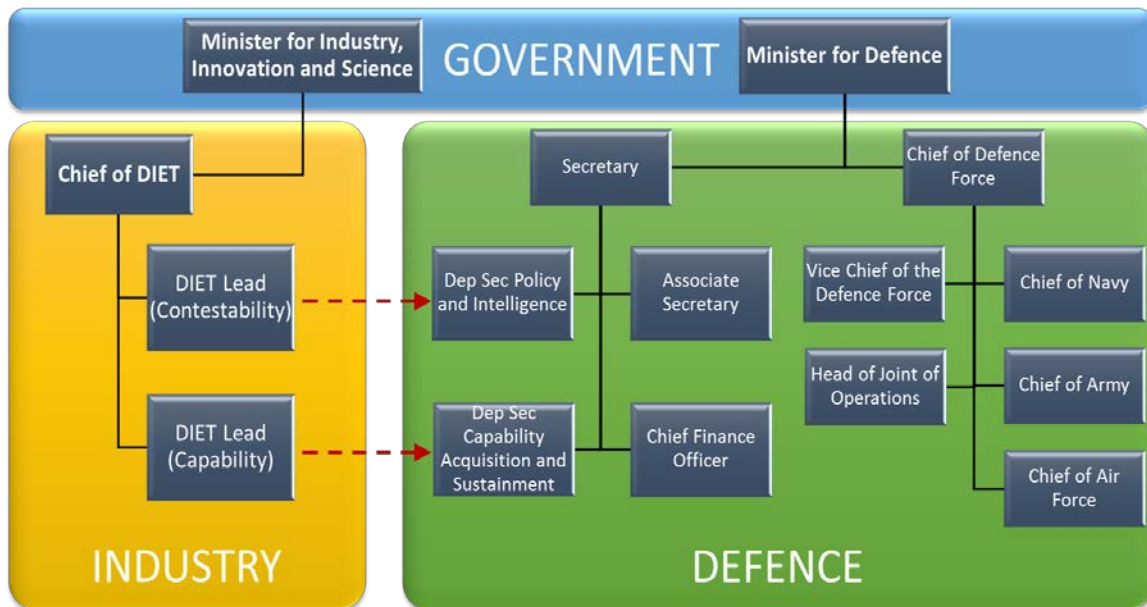 Minister for Industry,
Innovation and Science
GOVERNMENT
Minister for Defence
Chief of DIET
DIET Lead
(Contestability)
DIET Lead
(Capability)
INDUSTRY
Secretary
Chief of Defence
Force
Dep Sec Policy
and Intelligence
Associate
Secretary
Vice Chief of the
Defence Force
Chief of Navy
Head of Joint of
Operations
Chief of Army
Dep Sec
Capability
Acquisition and
Sustainment
Chief Finance
Officer
Chief of Air
Force
DEFENCE